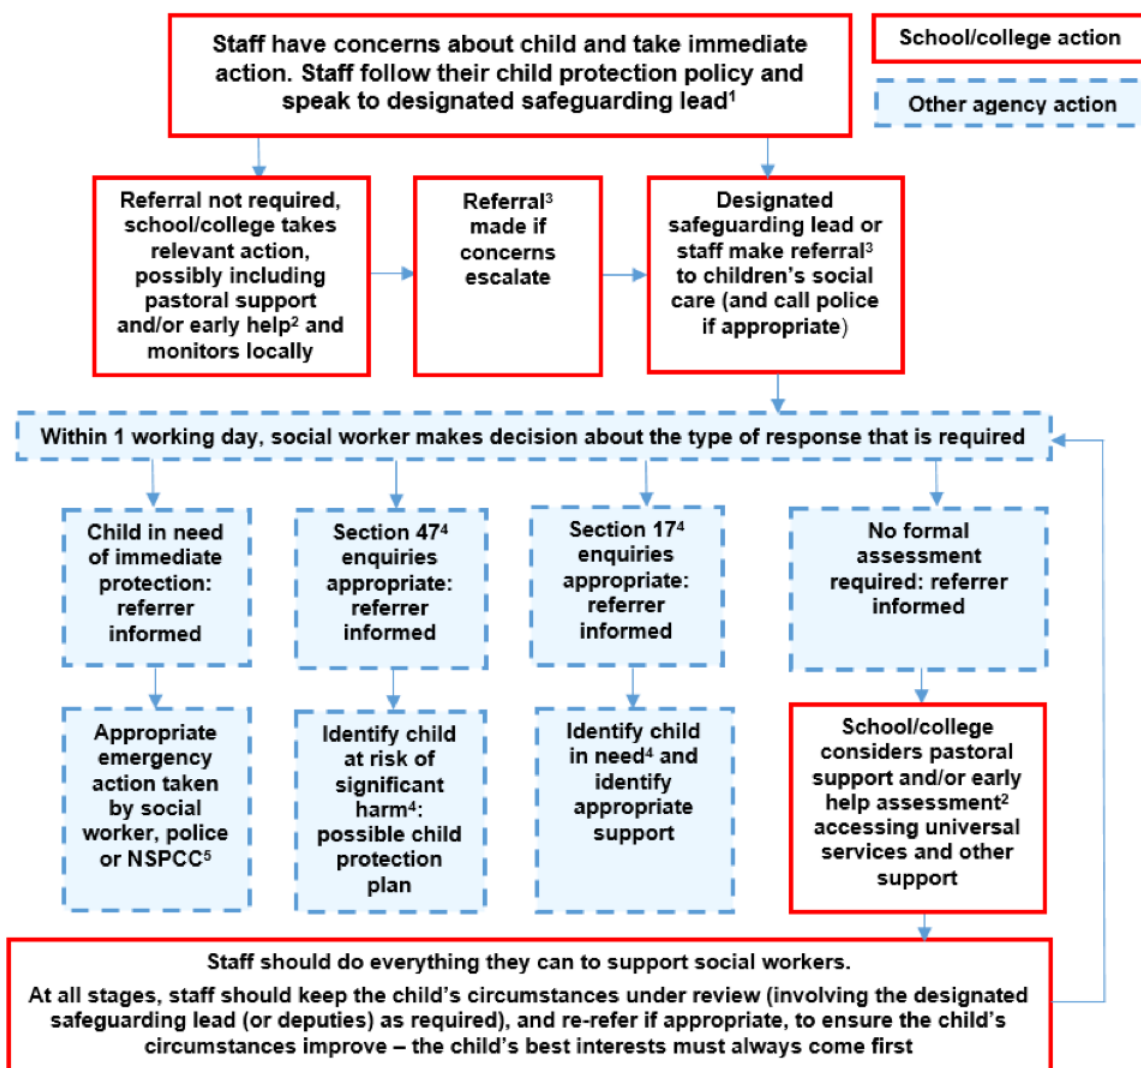 Staff have concerns about child and take immediate
action. Staff follow their child protection policy and
speak to designated safeguarding lead¹
School/college action
Other agency action
Referral not required,
school/college takes
relevant action,
possibly including
pastoral support
and/or early help² and
monitors locally
Referral³
made if
concerns
escalate
Designated
safeguarding lead or
staff make referral³
to children's social
care (and call police
if appropriate)
Within 1 working day, social worker makes decision about the type of response that is required
Child in need
of immediate
protection:
referrer
informed
Section 47⁴
enquiries
appropriate:
referrer
informed
Section 17⁴
enquiries
appropriate:
referrer
informed
No formal
assessment
required: referrer
informed
Appropriate
emergency
action taken
by social
worker, police
or NSPCC⁵
Identify child
at risk of
significant
harm⁴:
possible child
protection
plan
Identify child
in need⁴ and
identify
appropriate
support
School/college
considers pastoral
support and/or early
help assessment²
accessing universal
services and other
support
Staff should do everything they can to support social workers.
At all stages, staff should keep the child's circumstances under review (involving the designated
safeguarding lead (or deputies) as required), and re-refer if appropriate, to ensure the child's
circumstances improve – the child's best interests must always come first